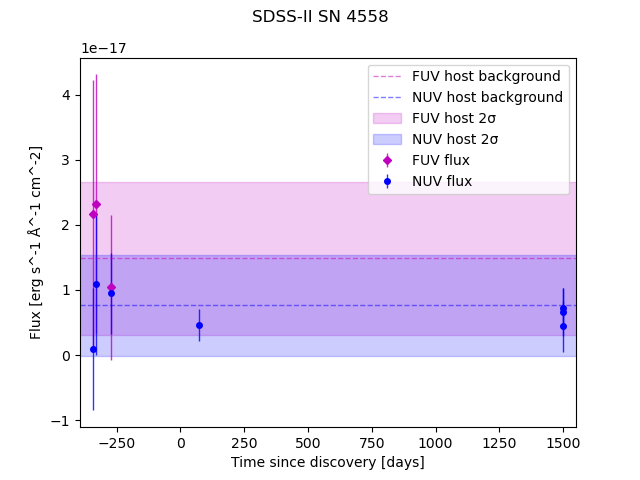 SDSS-II SN 4558
1e−17
FUV host background
NUV host background
FUV host 2σ
NUV host 2σ
FUV flux
NUV flux
4
3
2
1
0
−1
Flux [erg s^-1 Å^-1 cm^-2]
−250 0 250 500 750 1000 1250 1500
Time since discovery [days]